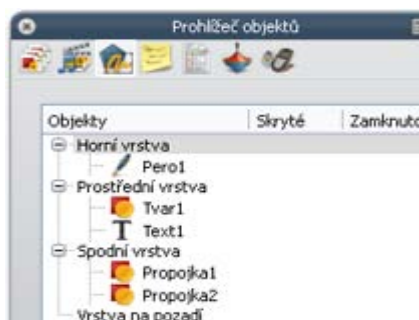 Prohlížeč objektů
Objekty Skryté Zamknuto
Horní vrstva
Pero1
Prostřední vrstva
Tvar1
Text1
Spodní vrstva
Propojka1
Propojka2
Vrstva na pozadí